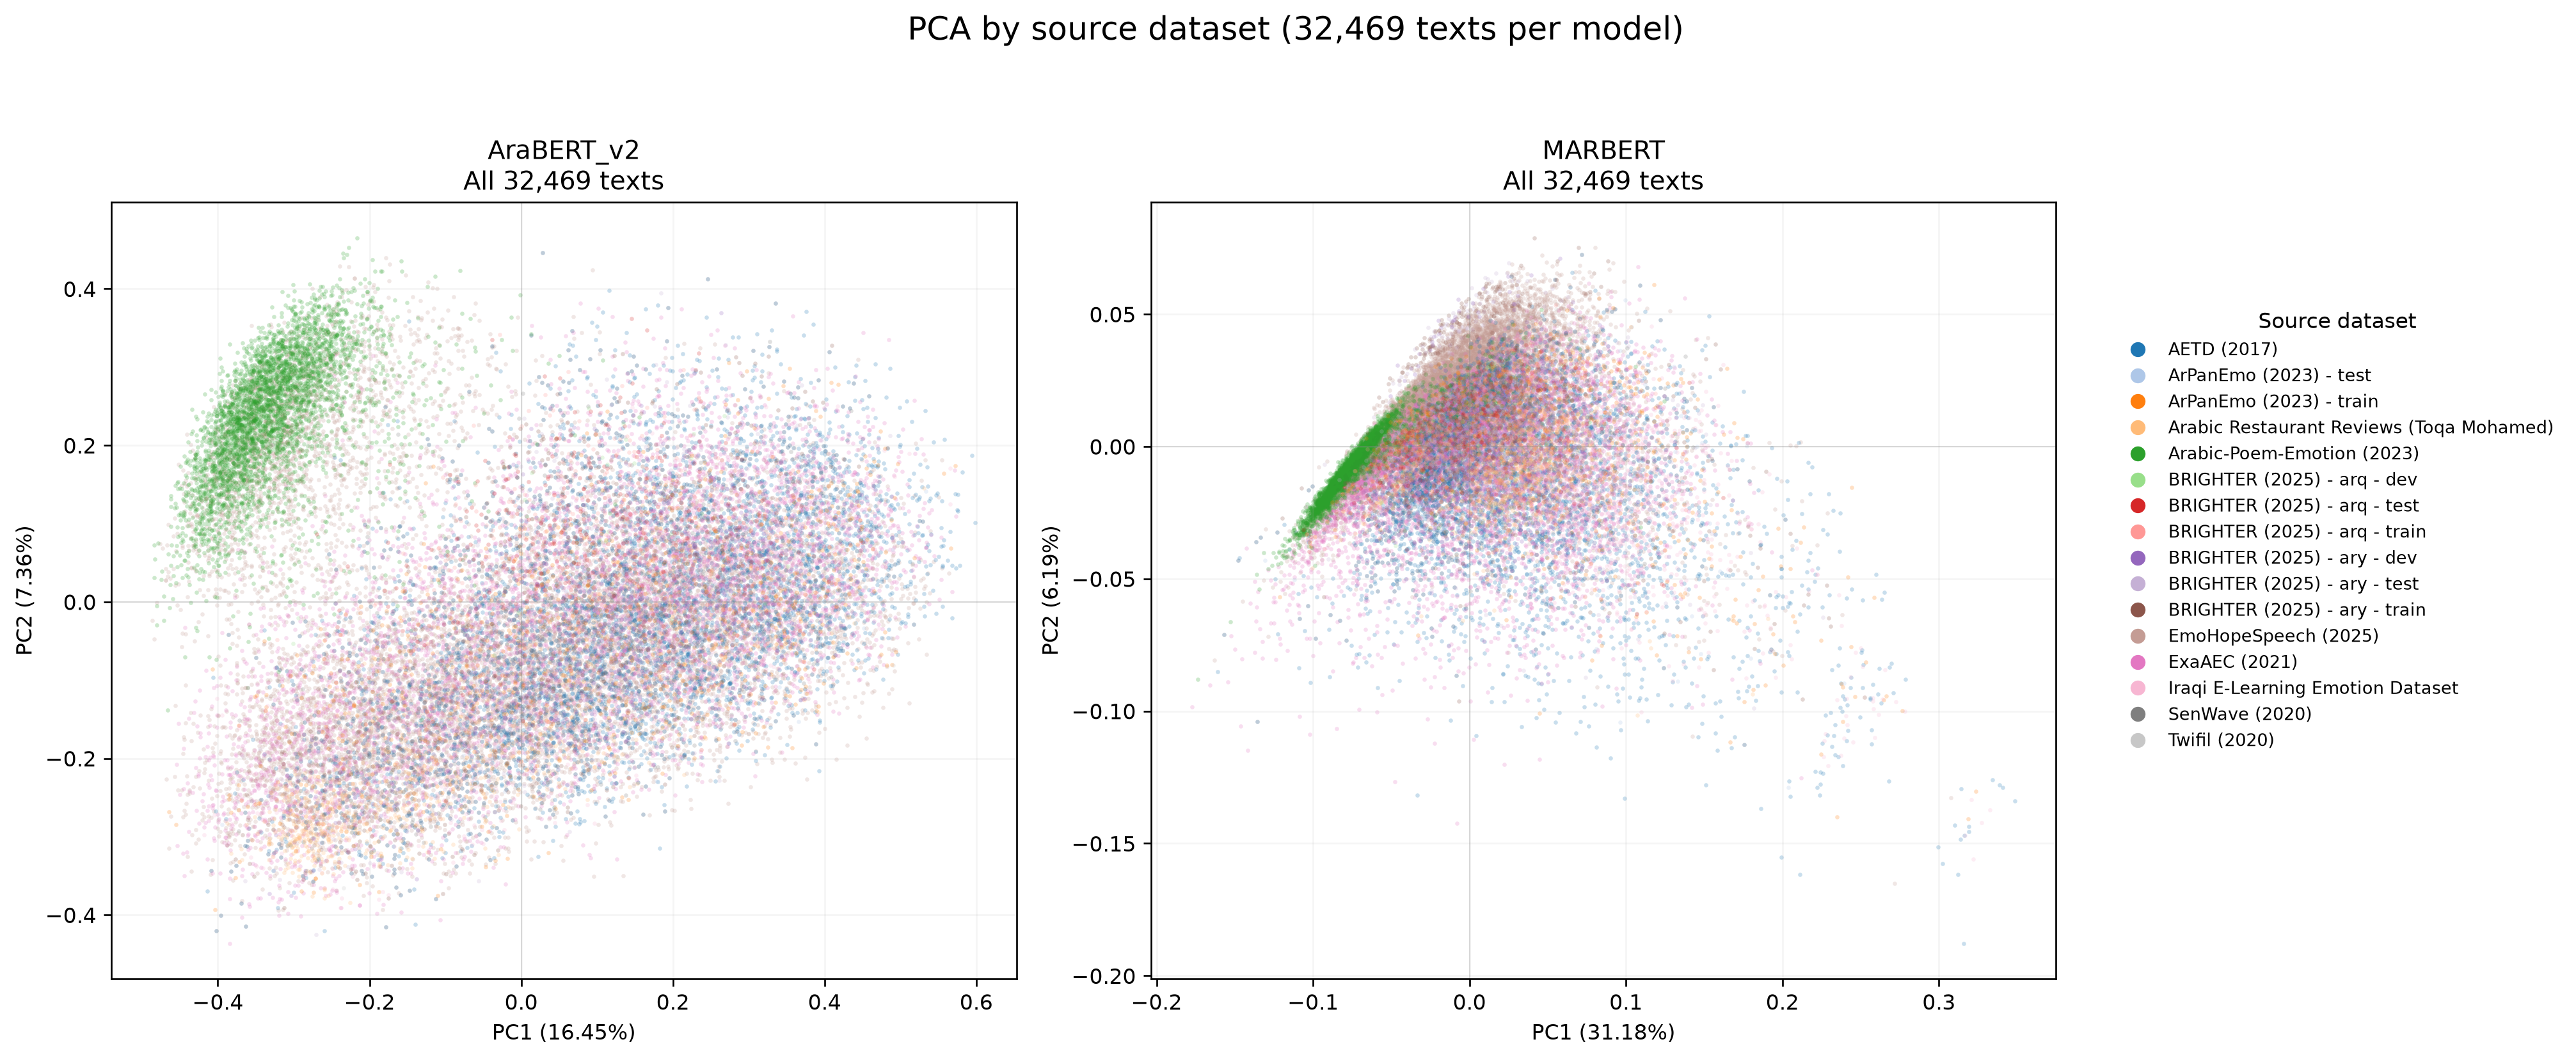 PCA by source dataset (32,469 texts per model)
AraBERT_v2
All 32,469 texts
PC2 (7.36%)
0.4
0.2
0.0
−0.2
−0.4
−0.4
−0.2
0.0
0.2
0.4
0.6
PC1 (16.45%)
MARBERT
All 32,469 texts
PC2 (6.19%)
0.05
0.00
−0.05
−0.10
−0.15
−0.20
−0.2
−0.1
0.0
0.1
0.2
0.3
PC1 (31.18%)
Source dataset
AETD (2017)
ArPanEmo (2023) - test
ArPanEmo (2023) - train
Arabic Restaurant Reviews (Toqa Mohamed)
Arabic-Poem-Emotion (2023)
BRIGHTER (2025) - arq - dev
BRIGHTER (2025) - arq - test
BRIGHTER (2025) - arq - train
BRIGHTER (2025) - ary - dev
BRIGHTER (2025) - ary - test
BRIGHTER (2025) - ary - train
EmoHopeSpeech (2025)
ExaAEC (2021)
Iraqi E-Learning Emotion Dataset
SenWave (2020)
Twifil (2020)